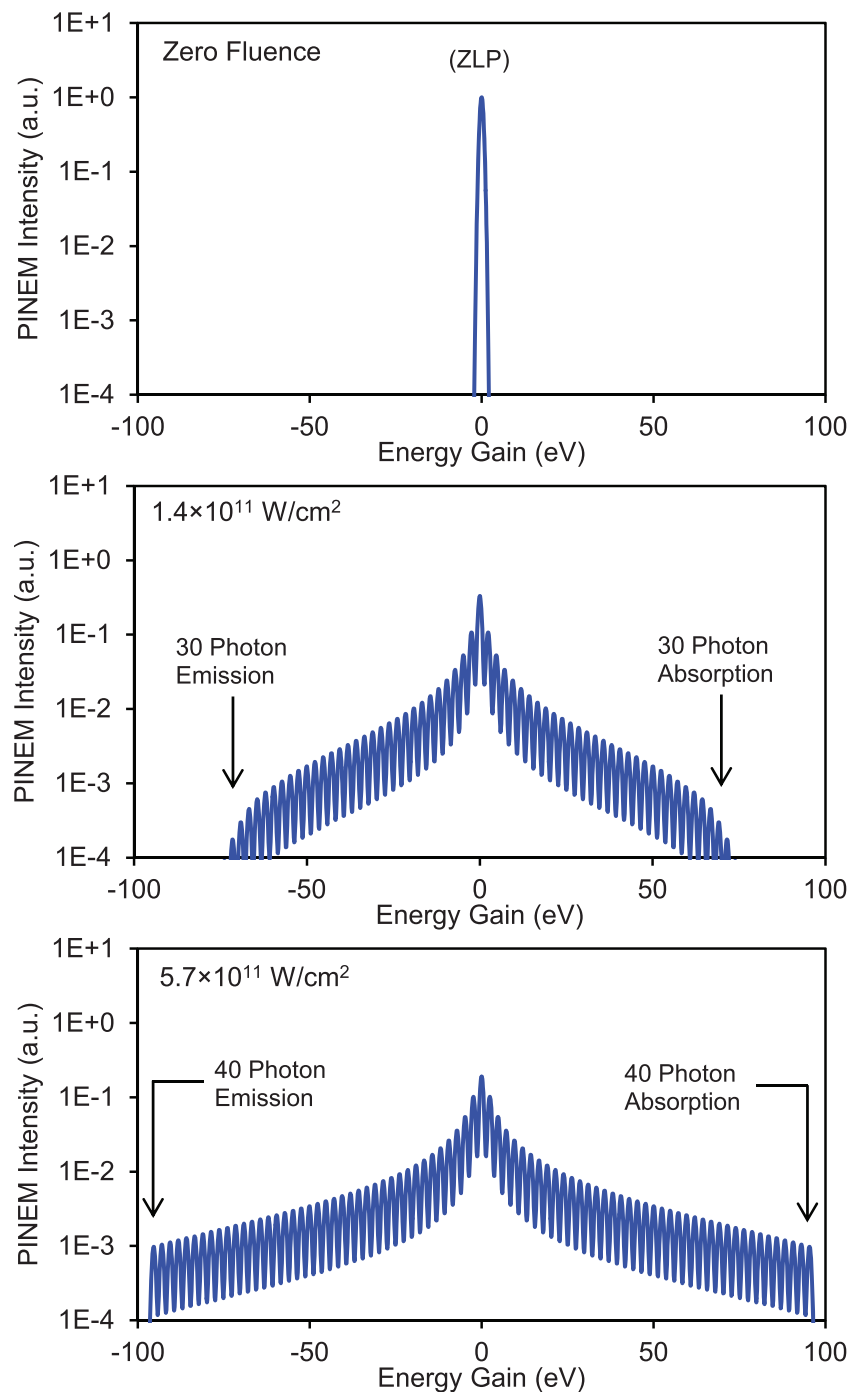 1E+1
Zero Fluence
(ZLP)
1E+0
1E-1
1E-2
1E-3
1E-4
PINEM Intensity (a.u.)
-100
-50
0
50
100
Energy Gain (eV)
1E+1
1.4×10¹¹ W/cm²
1E+0
1E-1
1E-2
1E-3
1E-4
PINEM Intensity (a.u.)
30 Photon
Emission
30 Photon
Absorption
-100
-50
0
50
100
Energy Gain (eV)
1E+1
5.7×10¹¹ W/cm²
1E+0
1E-1
1E-2
1E-3
1E-4
PINEM Intensity (a.u.)
40 Photon
Emission
40 Photon
Absorption
-100
-50
0
50
100
Energy Gain (eV)